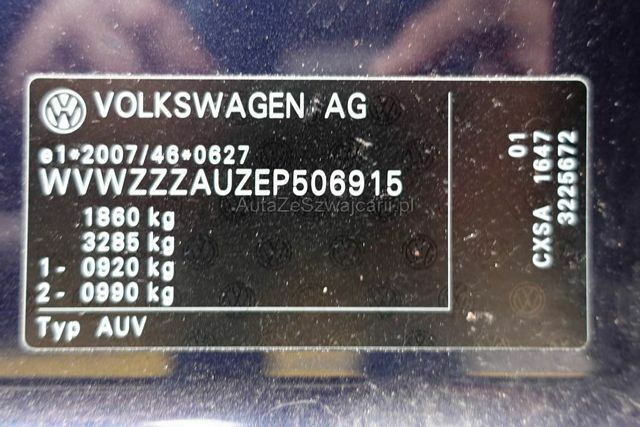 VOLKSWAGEN AG
e1*2007/46*0627
WVWZZZAUZEP506915
AutaZeSzwajcarii.pl
1860 kg
3285 kg
1- 0920 kg
2- 0990 kg
Typ AUV
01
CXSA 1647
3225672